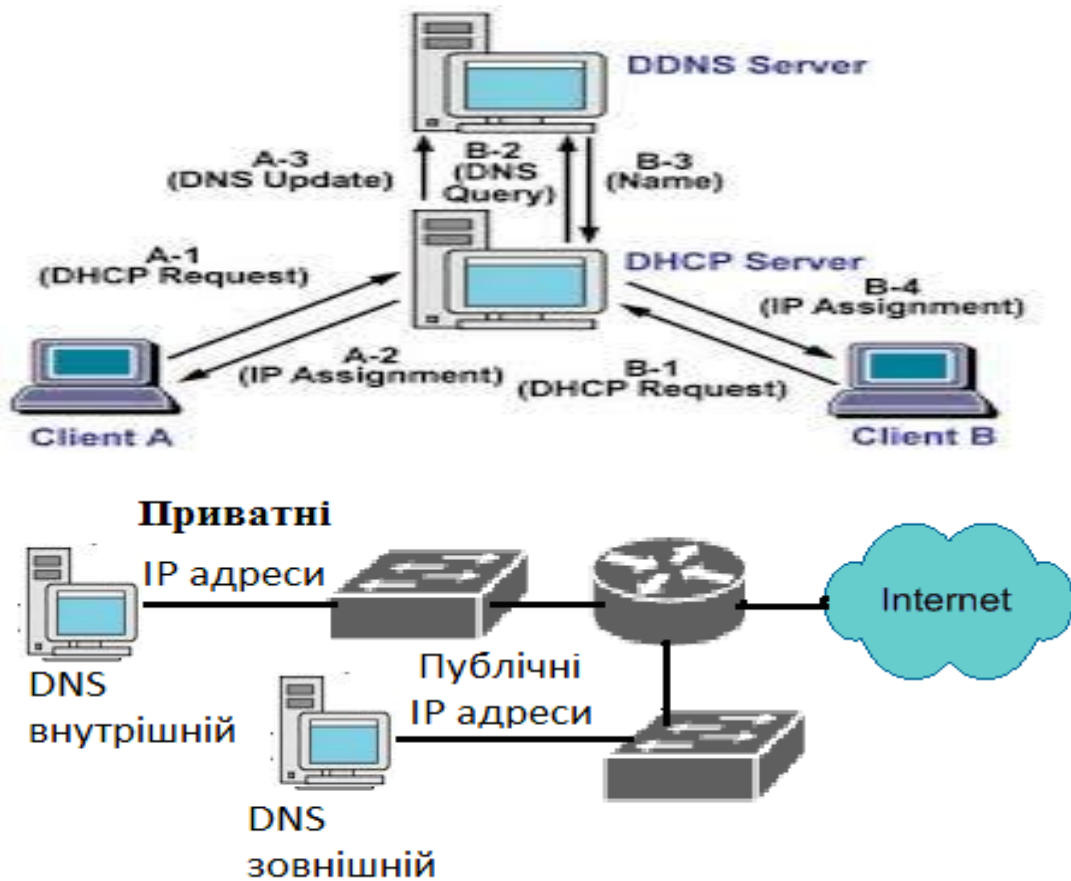 DDNS Server
A-3
(DNS Update)
B-2
(DNS
Query)
B-3
(Name)
A-1
(DHCP Request)
DHCP Server
B-4
(IP Assignment)
A-2
(IP Assignment)
B-1
(DHCP Request)
Client A
Client B
Приватні
IP адреси
Internet
DNS
внутрішній
Публічні
IP адреси
DNS
зовнішній